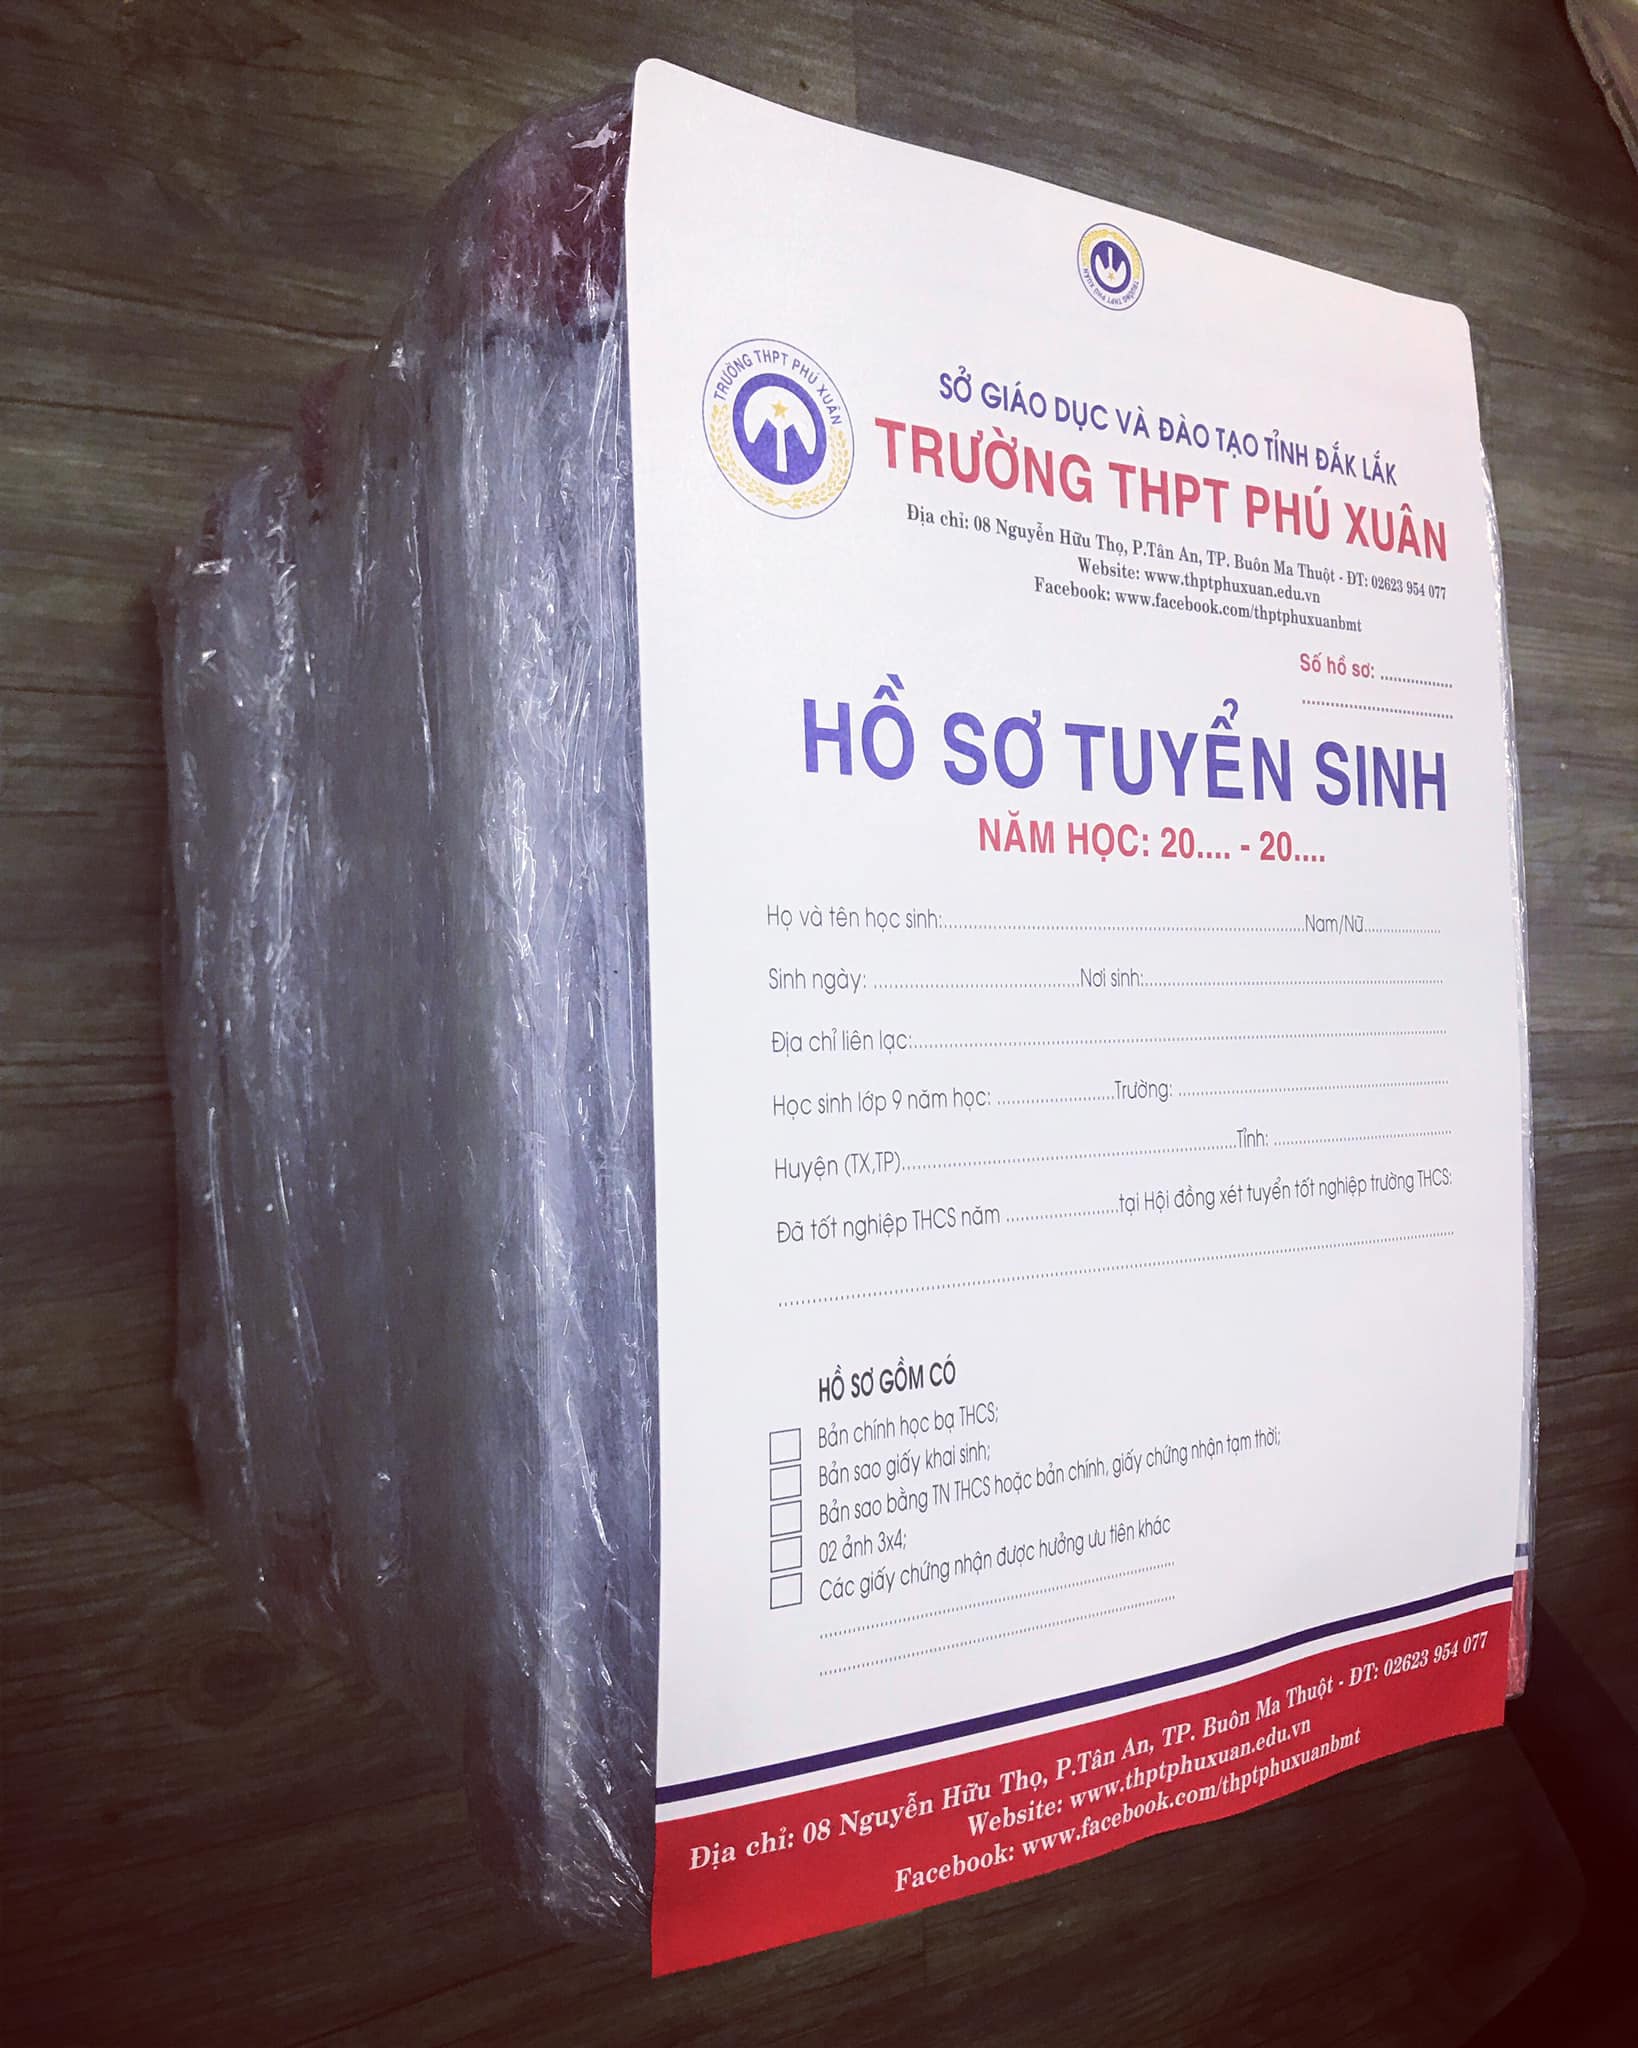 TRƯỜNG THPT PHÚ XUÂN
TRƯỜNG THPT PHÚ XUÂN
SỞ GIÁO DỤC VÀ ĐÀO TẠO TỈNH ĐẮK LẮK
TRƯỜNG THPT PHÚ XUÂN
Địa chỉ: 08 Nguyễn Hữu Thọ, P.Tân An, TP. Buôn Ma Thuột - ĐT: 02623 954 077
Website: www.thptphuxuan.edu.vn
Facebook: www.facebook.com/thptphuxuanbmt
Số hồ sơ: ................
.................................
HỒ SƠ TUYỂN SINH
NĂM HỌC: 20.... - 20....
Họ và tên học sinh:..............................Nam/Nữ....................
Sinh ngày: ..............................Nơi sinh:..............................
Địa chỉ liên lạc:..............................
Học sinh lớp 9 năm học: .........................Trường: ..............................
Huyện (TX,TP)..............................Tỉnh: ..............................
Đã tốt nghiệp THCS năm ........................tại Hội đồng xét tuyển tốt nghiệp trường THCS:
............................................................
HỒ SƠ GỒM CÓ
Bản chính học bạ THCS;
Bản sao giấy khai sinh;
Bản sao bằng TN THCS hoặc bản chính, giấy chứng nhận tạm thời;
02 ảnh 3x4;
Các giấy chứng nhận được hưởng ưu tiên khác
............................................................
............................................................
Địa chỉ: 08 Nguyễn Hữu Thọ, P.Tân An, TP. Buôn Ma Thuột - ĐT: 02623 954 077
Website: www.thptphuxuan.edu.vn
Facebook: www.facebook.com/thptphuxuanbmt